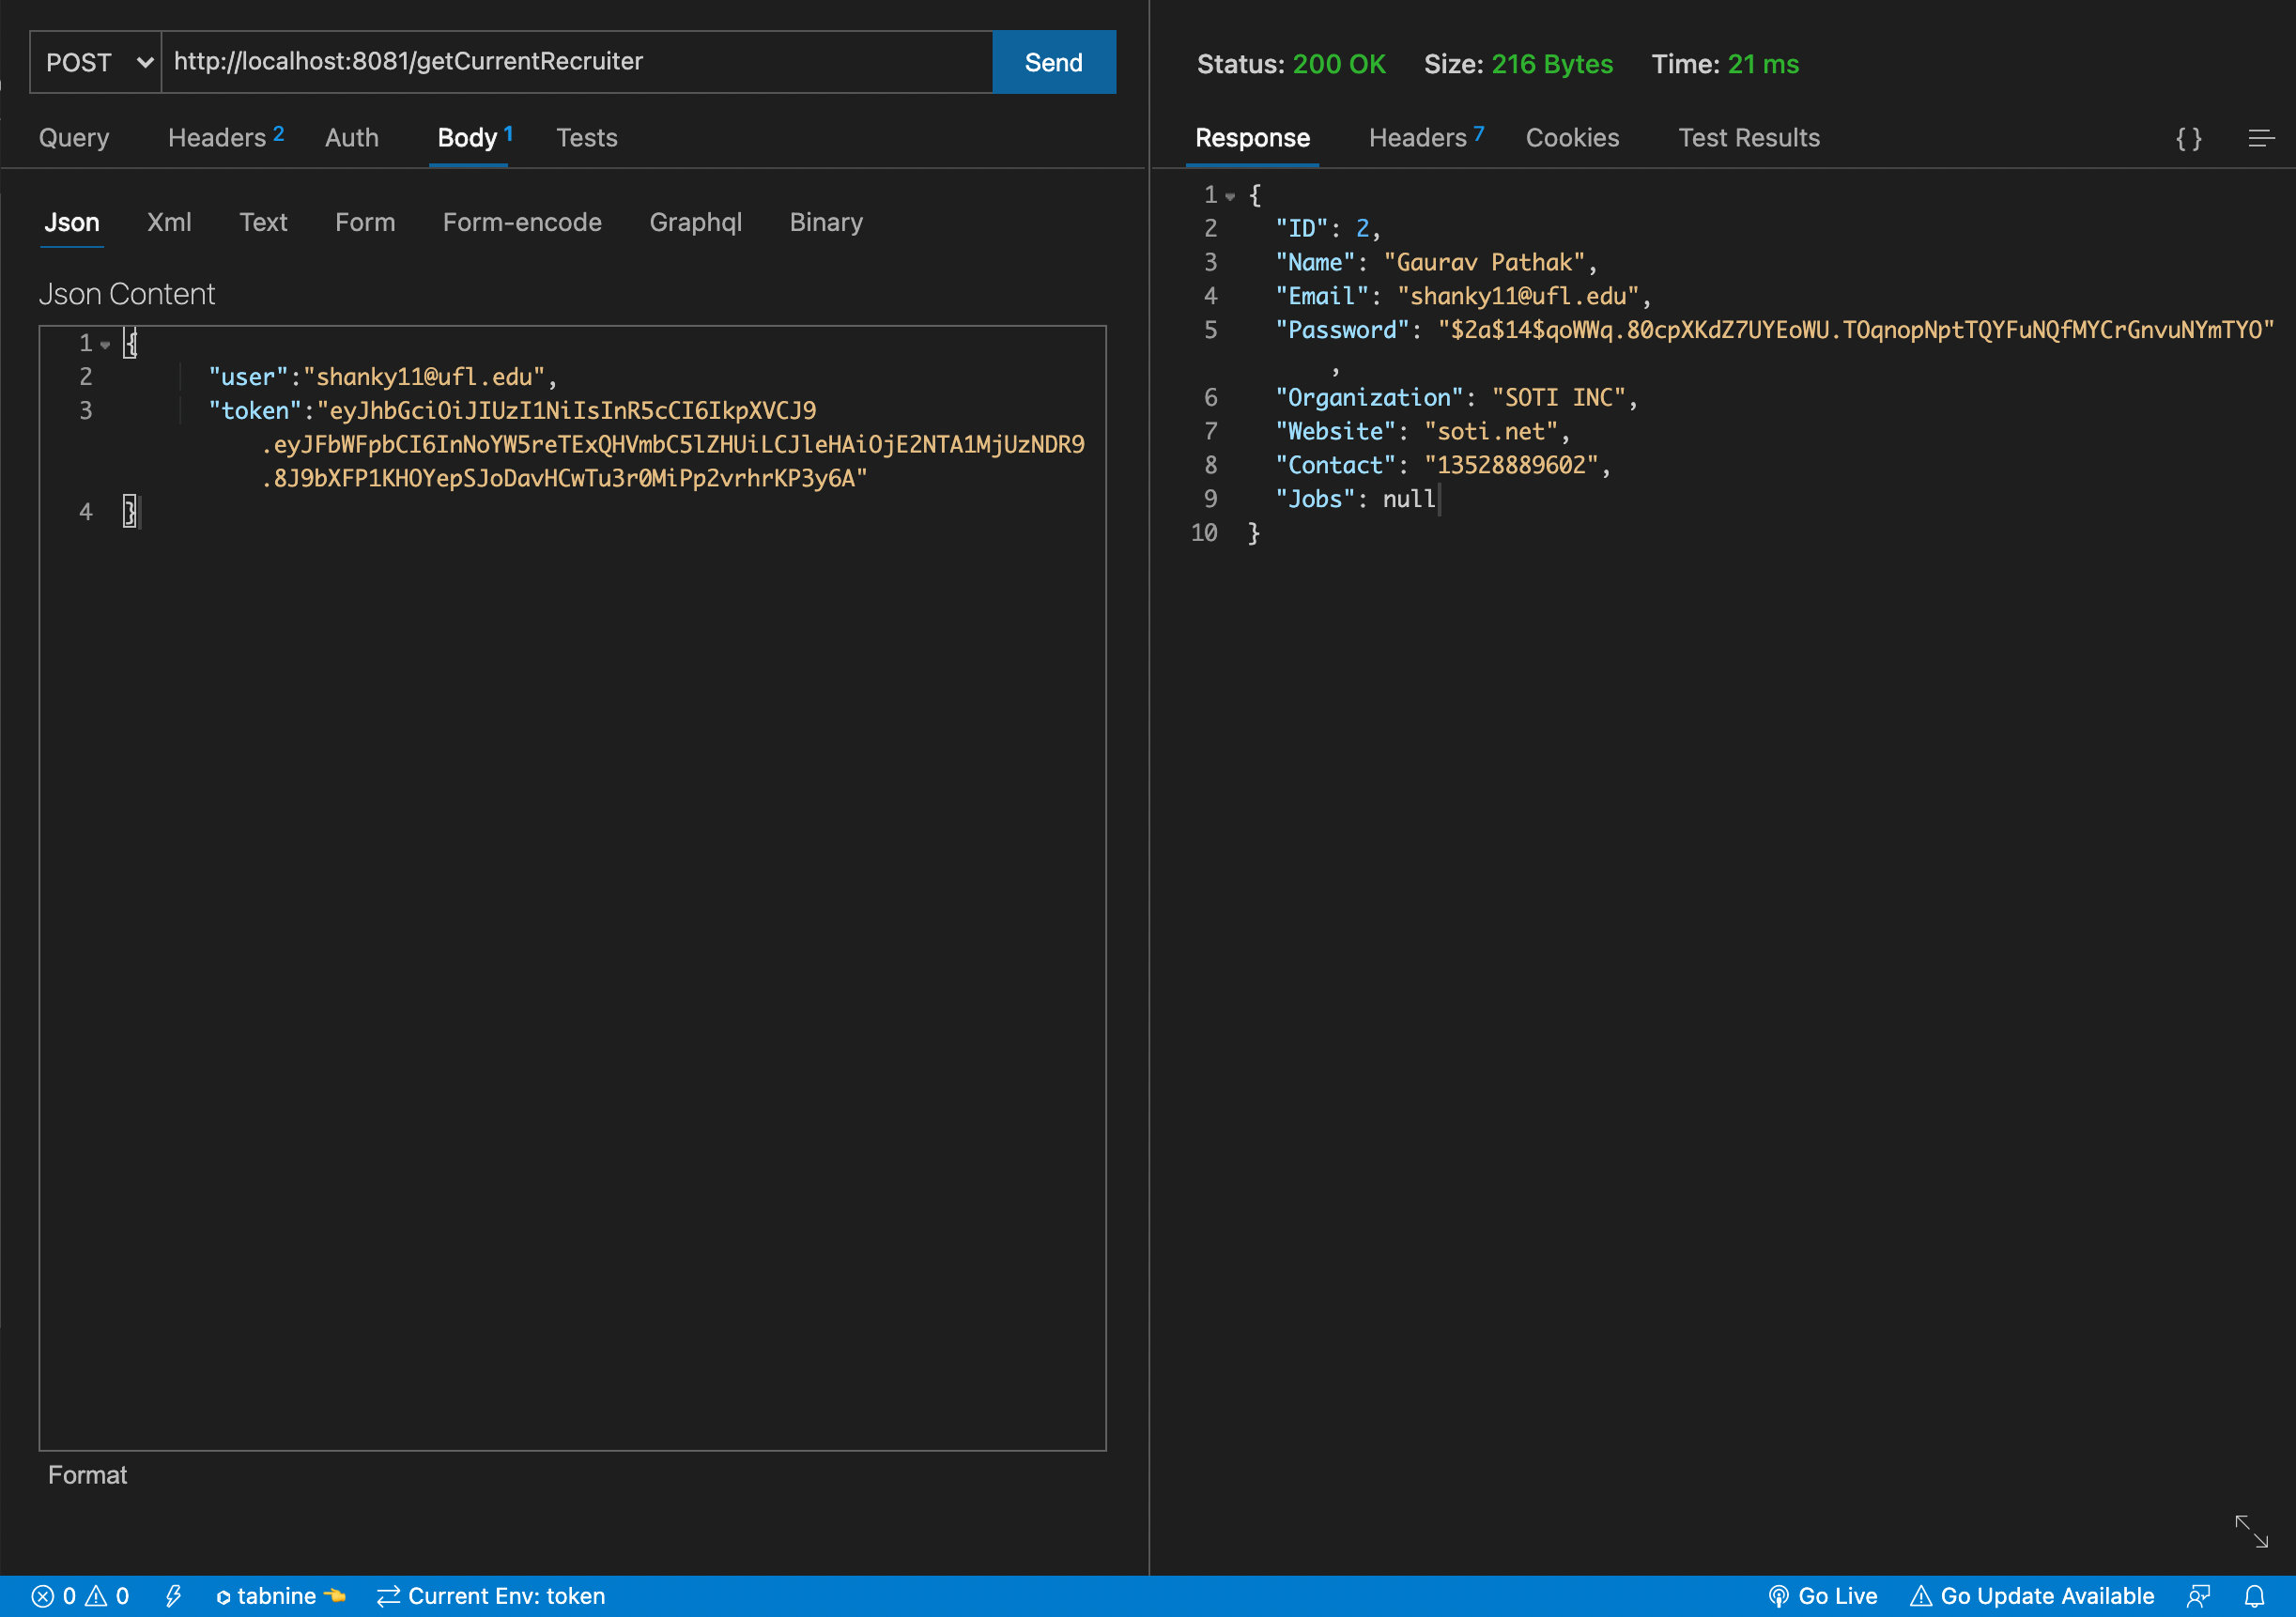 POST http://localhost:8081/getCurrentRecruiter Send
Query Headers 2 Auth Body 1 Tests
Json Xml Text Form Form-encode Graphql Binary
Json Content
1 {
2 "user":"shanky11@ufl.edu",
3 "token":"eyJhbGciOiJIUzI1NiIsInR5cCI6IkpXVCJ9
.eyJFbWFpbCI6InNoYW5reTExQHVmbC5lZHUiLCJleHAiOjE2NTA1MjUzNDR9
.8J9bXFP1KHOYepSJoDavHCwTu3r0MiPp2vrhrKP3y6A"
4 }
Format
Status: 200 OK Size: 216 Bytes Time: 21 ms
Response Headers 7 Cookies Test Results { }
1 {
2 "ID": 2,
3 "Name": "Gaurav Pathak",
4 "Email": "shanky11@ufl.edu",
5 "Password": "$2a$14$qoWWq.80cpXKdZ7UYEoWU.TOqnopNptTQYFuNQfMYCrGnvuNYmTYO"
,
6 "Organization": "SOTI INC",
7 "Website": "soti.net",
8 "Contact": "13528889602",
9 "Jobs": null
10 }
0 0 tabnine Current Env: token Go Live Go Update Available